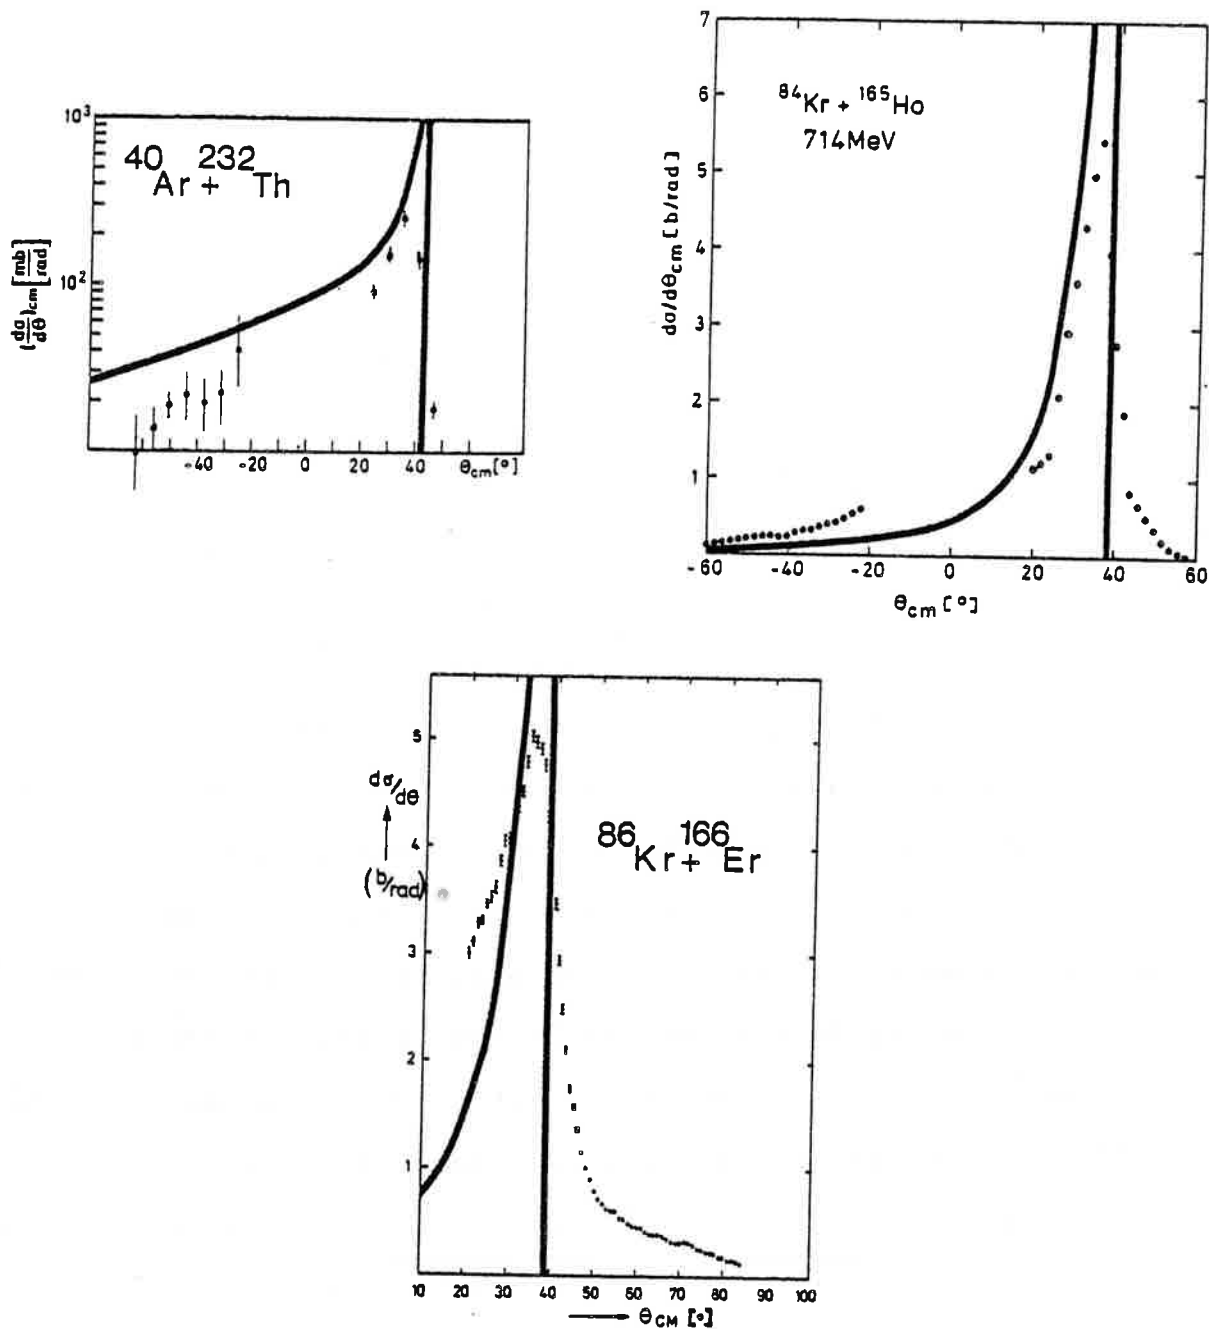 10³
40 232
Ar + Th
(dσ/dθ)cm [mb/rad]
10²
-40 -20 0 20 40 θcm[°]
7
6
5
4
3
2
1
⁸⁴Kr + ¹⁶⁵Ho
714MeV
dσ/dθcm [b/rad]
-60 -40 -20 0 20 40 60
θcm [°]
5
4
3
2
1
dσ/dθ
(b/rad)
86 166
Kr+ Er
10 20 30 40 50 60 70 80 90 100
θCM [°]